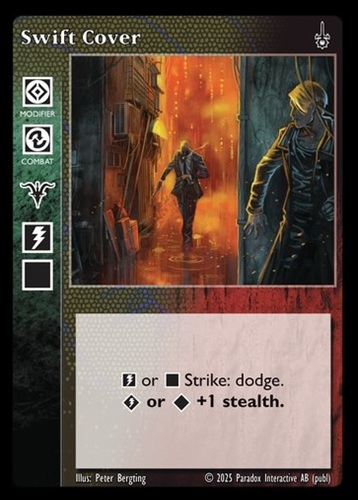 Swift Cover
MODIFIER
COMBAT
or Strike: dodge.
or +1 stealth.
Illus: Peter Bergting © 2025 Paradox Interactive AB (publ)